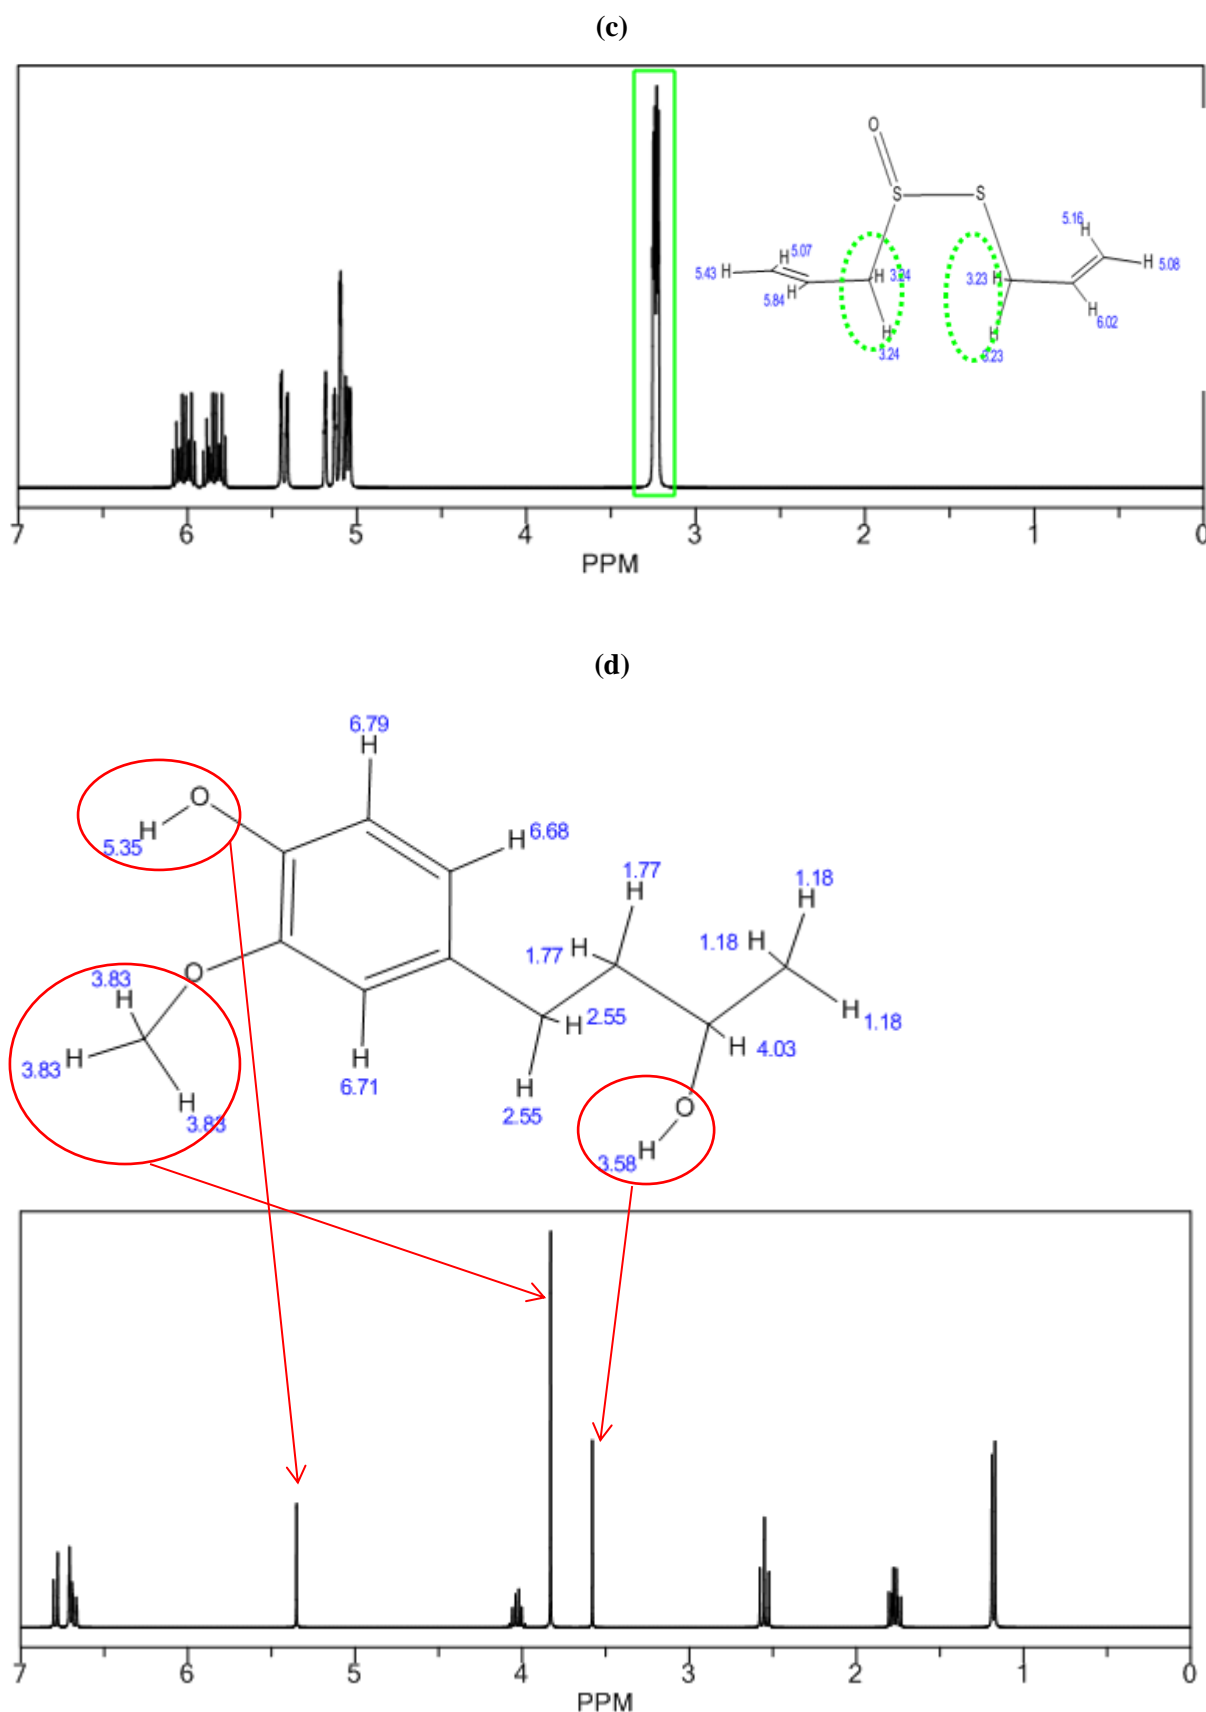 (c)
O
S S
5.16
H
5.07
H
5.43 H
H 5.08
H 3.24
3.23 H
5.84 H
H
6.02
H
3.24
H
3.23
7 6 5 4 3 2 1 0
PPM
(d)
6.79
H
O
H
5.35
H 6.68
1.77
H
1.18
H
1.18 H
H
1.77
3.83
H
O
H 1.18
H 2.55
H 4.03
3.83 H
H
6.71
H
2.55
H
3.83
O
H
3.58
7 6 5 4 3 2 1 0
PPM